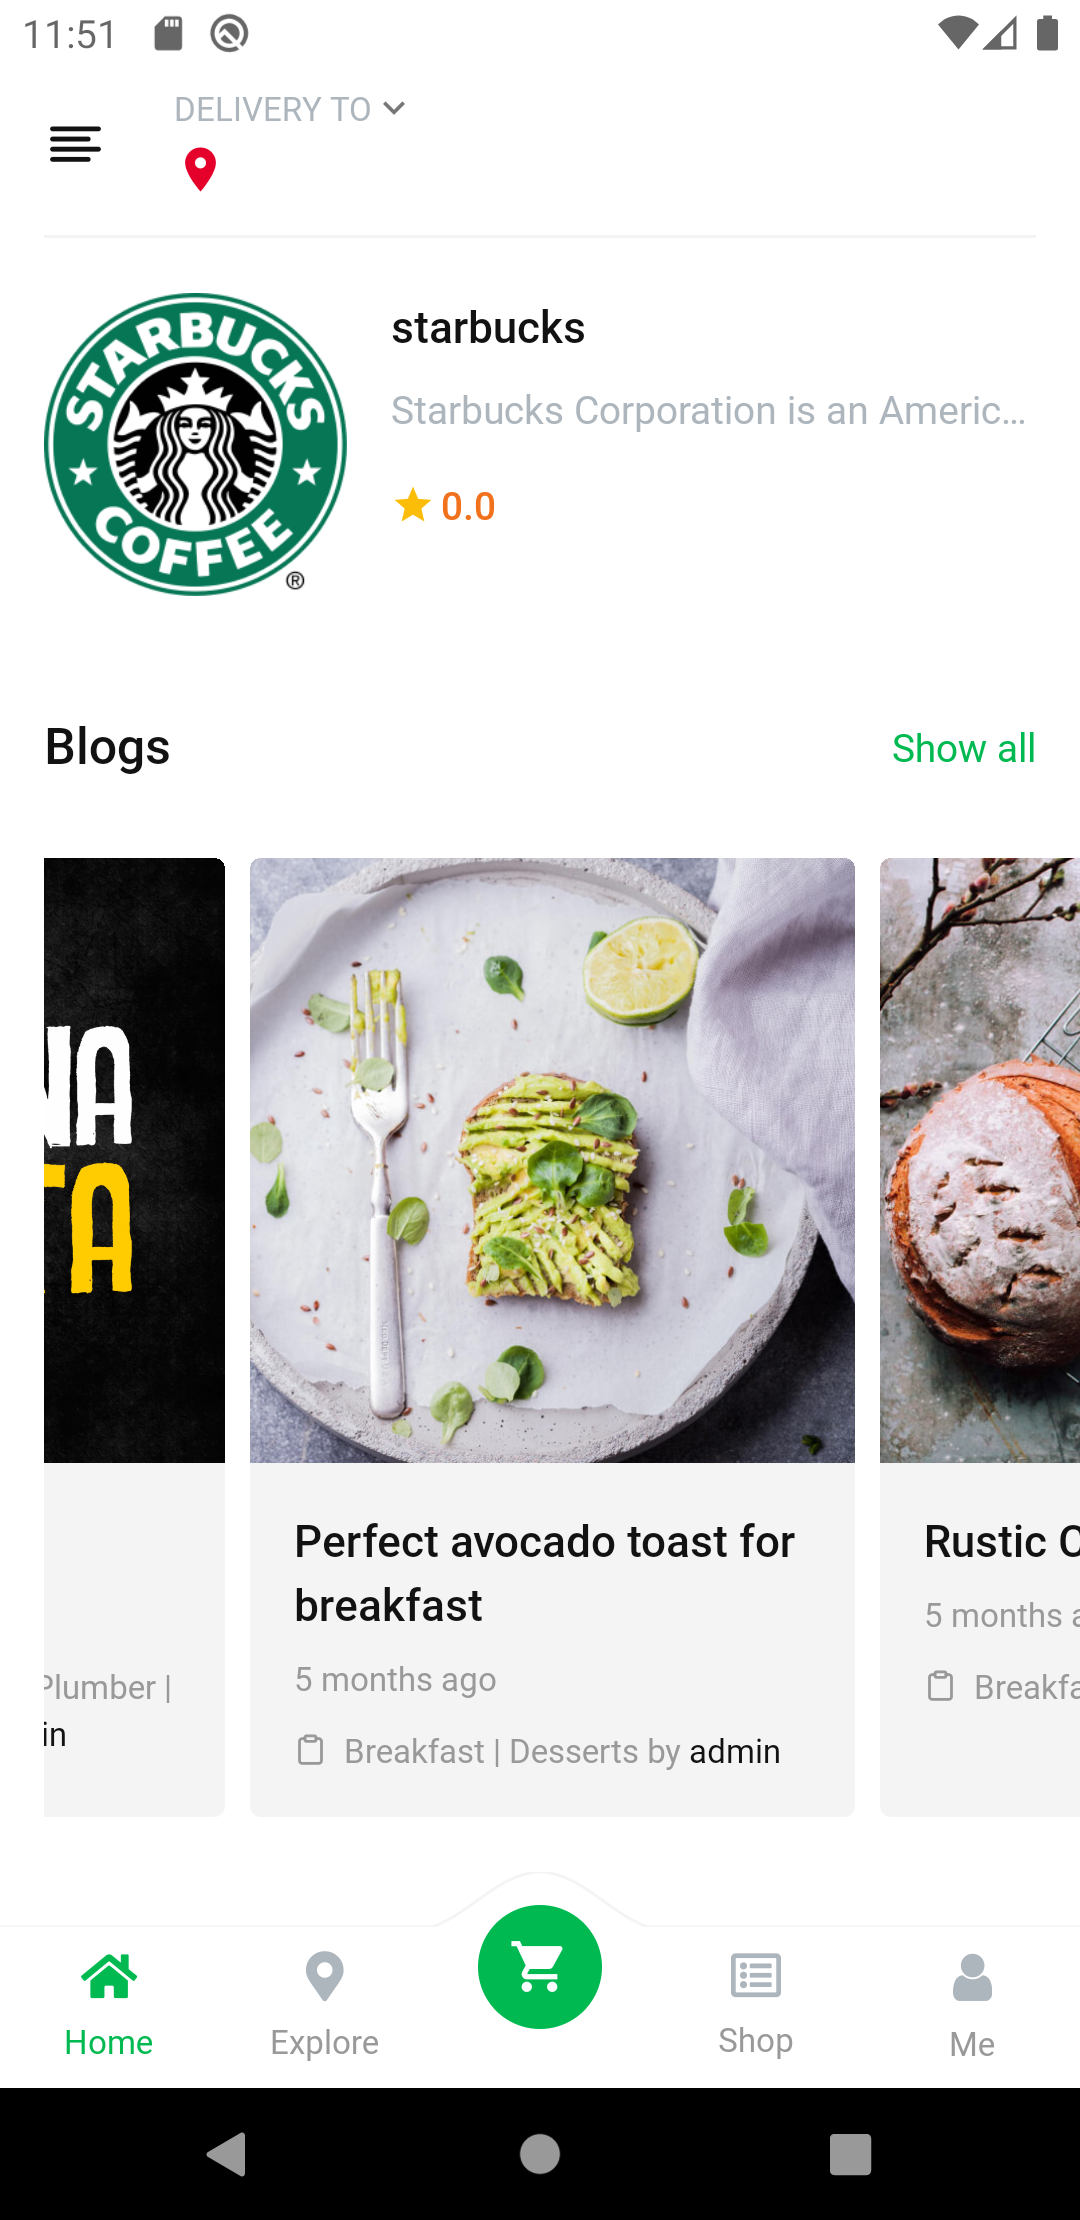 11:51
DELIVERY TO
STARBUCKS
COFFEE
®
starbucks
Starbucks Corporation is an Americ...
0.0
Blogs
Show all
NA
TA
Plumber |
in
Perfect avocado toast for
breakfast
5 months ago
Breakfast | Desserts by admin
Rustic
5 months
Home
Explore
Shop
Me